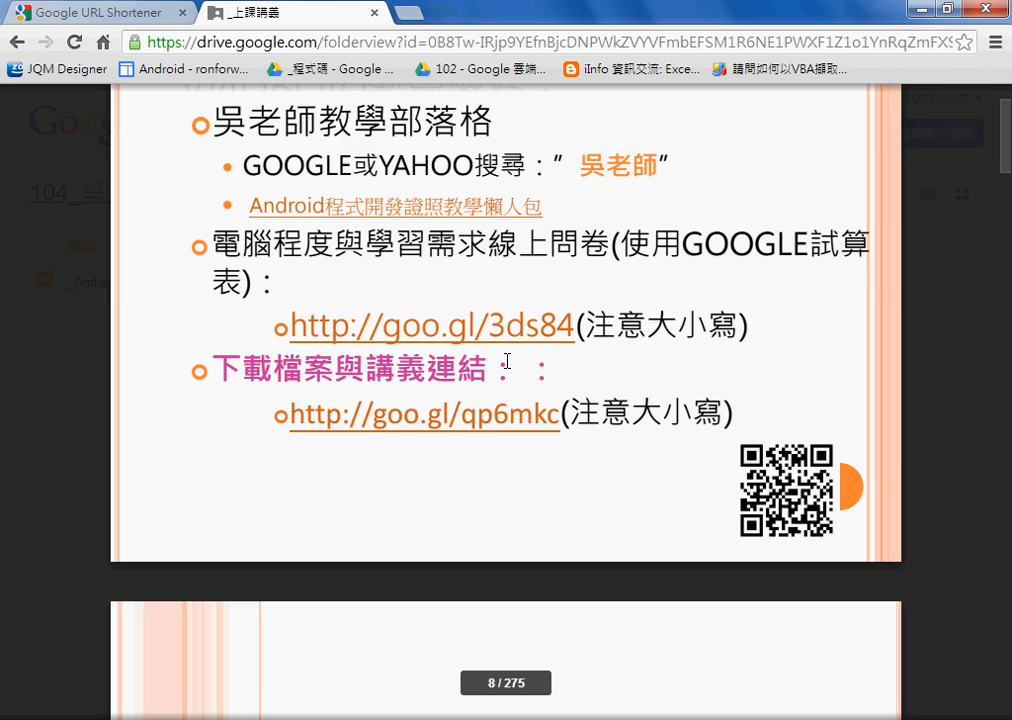 Google URL Shortener
_上課講義
https://drive.google.com/folderview?id=0B8Tw-IRjp9YEfnBjcDNPWkZVYVFmbEFSM1R6NE1PWXF1Z1o1YnRqZmFXS
JQM Designer
Android - ronforw...
_程式碼 - Google ...
102 - Google 雲端...
iInfo 資訊交流: Exce...
請問如何以VBA擷取...
吳老師教學部落格
GOOGLE或YAHOO搜尋：”吳老師”
Android程式開發證照教學懶人包
電腦程度與學習需求線上問卷(使用GOOGLE試算
表)：
http://goo.gl/3ds84(注意大小寫)
下載檔案與講義連結： ：
http://goo.gl/qp6mkc(注意大小寫)
8 / 275